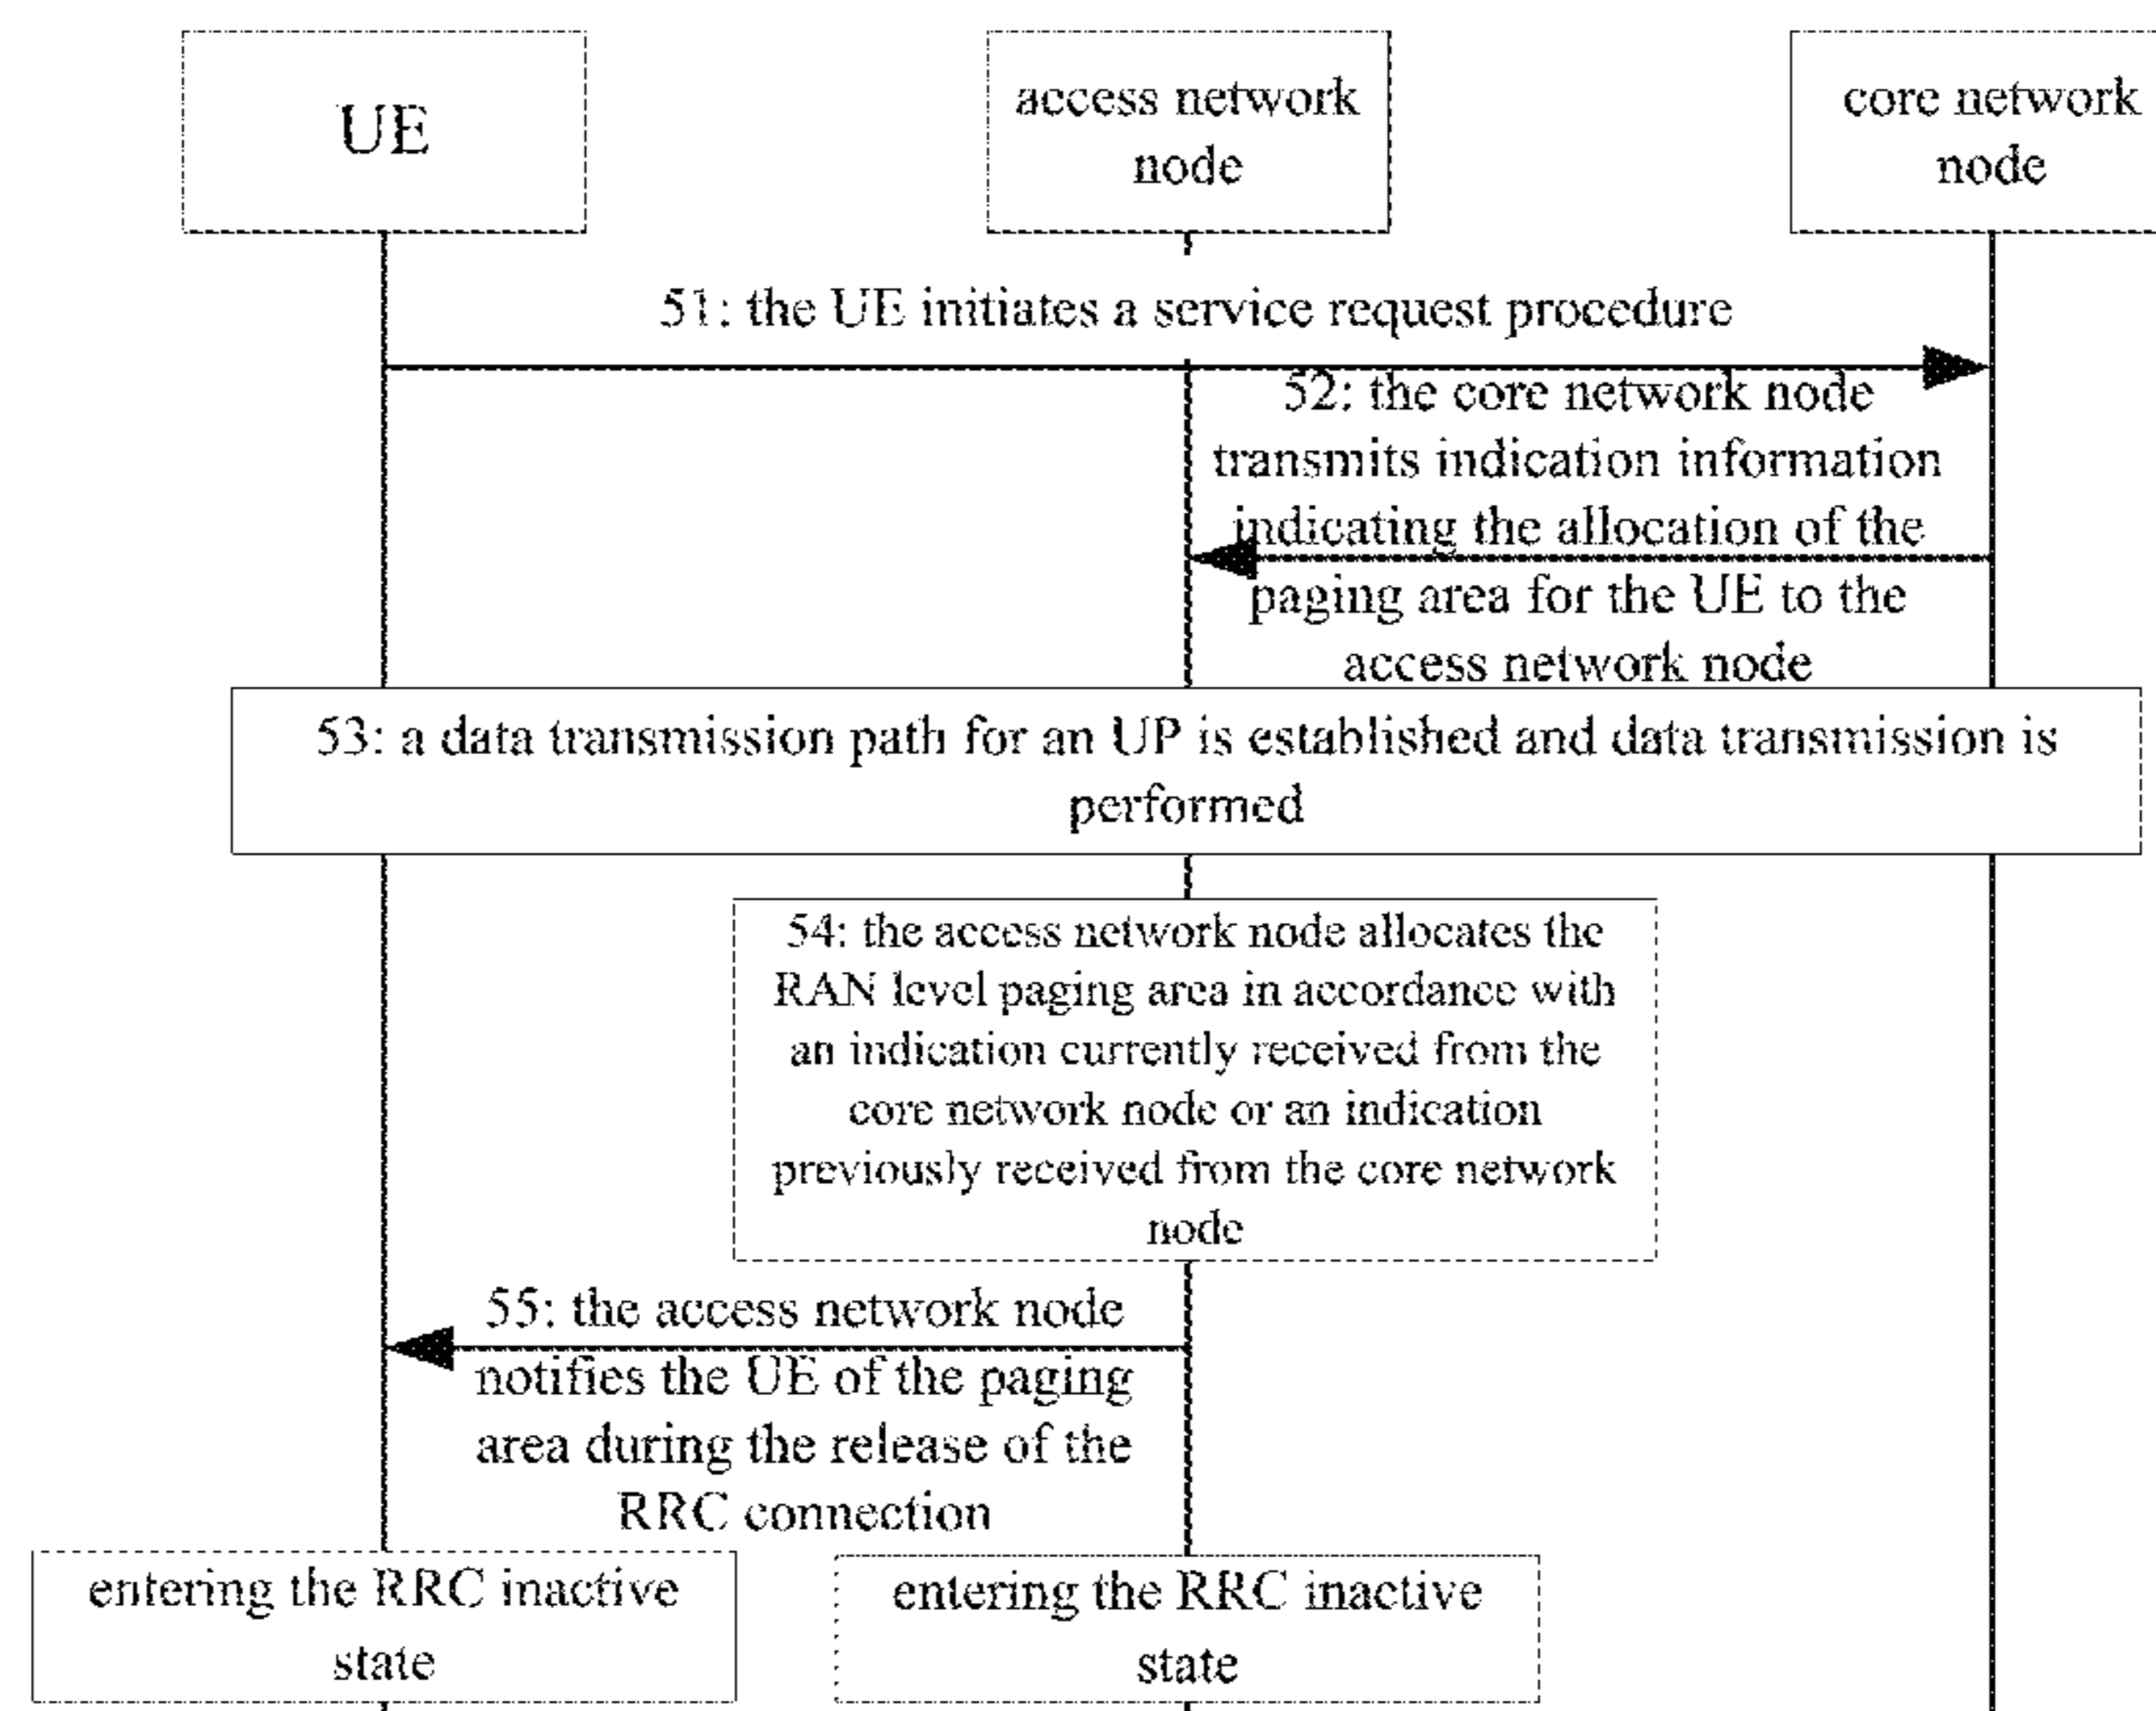 UE
access network
node
core network
node
51: the UE initiates a service request procedure
52: the core network node
transmits indication information
indicating the allocation of the
paging area for the UE to the
access network node
53: a data transmission path for an UP is established and data transmission is
performed
54: the access network node allocates the
RAN level paging area in accordance with
an indication currently received from the
core network node or an indication
previously received from the core network
node
55: the access network node
notifies the UE of the paging
area during the release of the
RRC connection
entering the RRC inactive
state
entering the RRC inactive
state